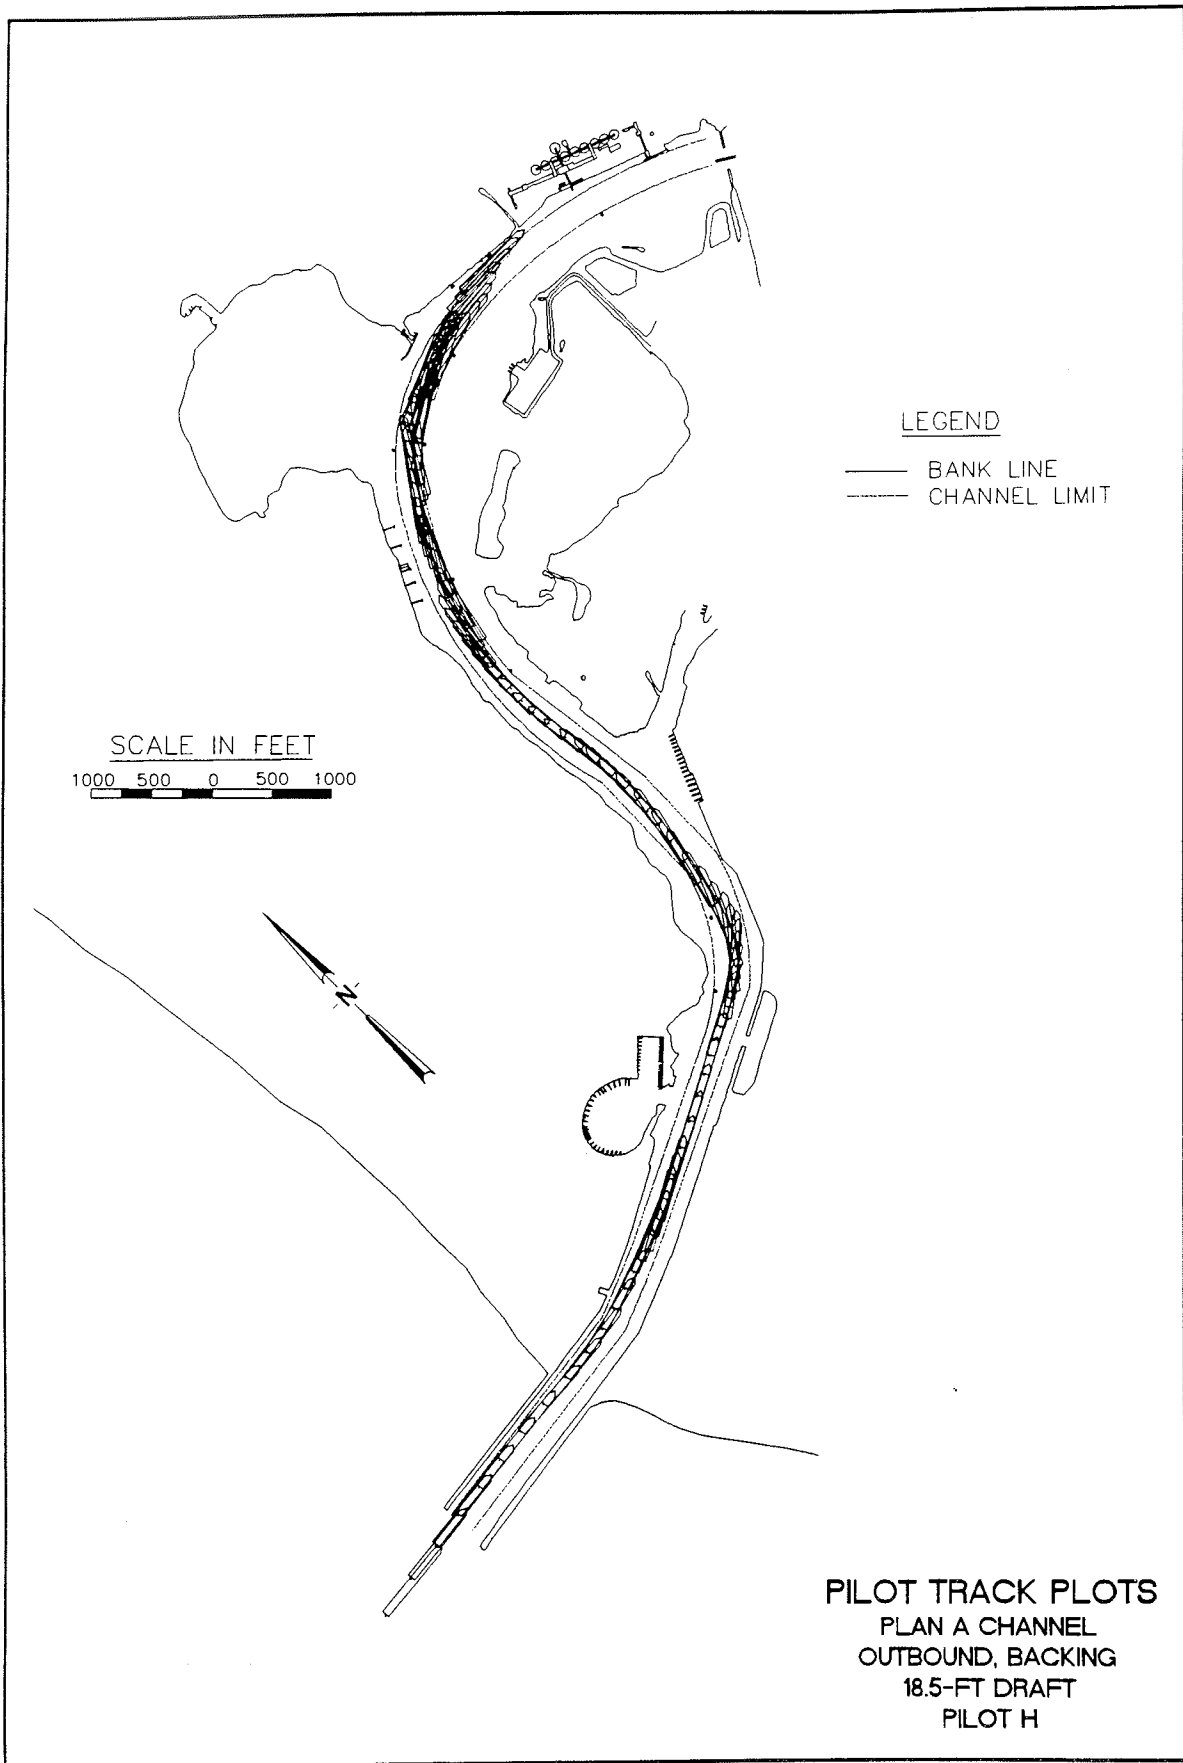 LEGEND
BANK LINE
CHANNEL LIMIT
SCALE IN FEET
1000 500 0 500 1000
N
PILOT TRACK PLOTS
PLAN A CHANNEL
OUTBOUND, BACKING
18.5-FT DRAFT
PILOT H